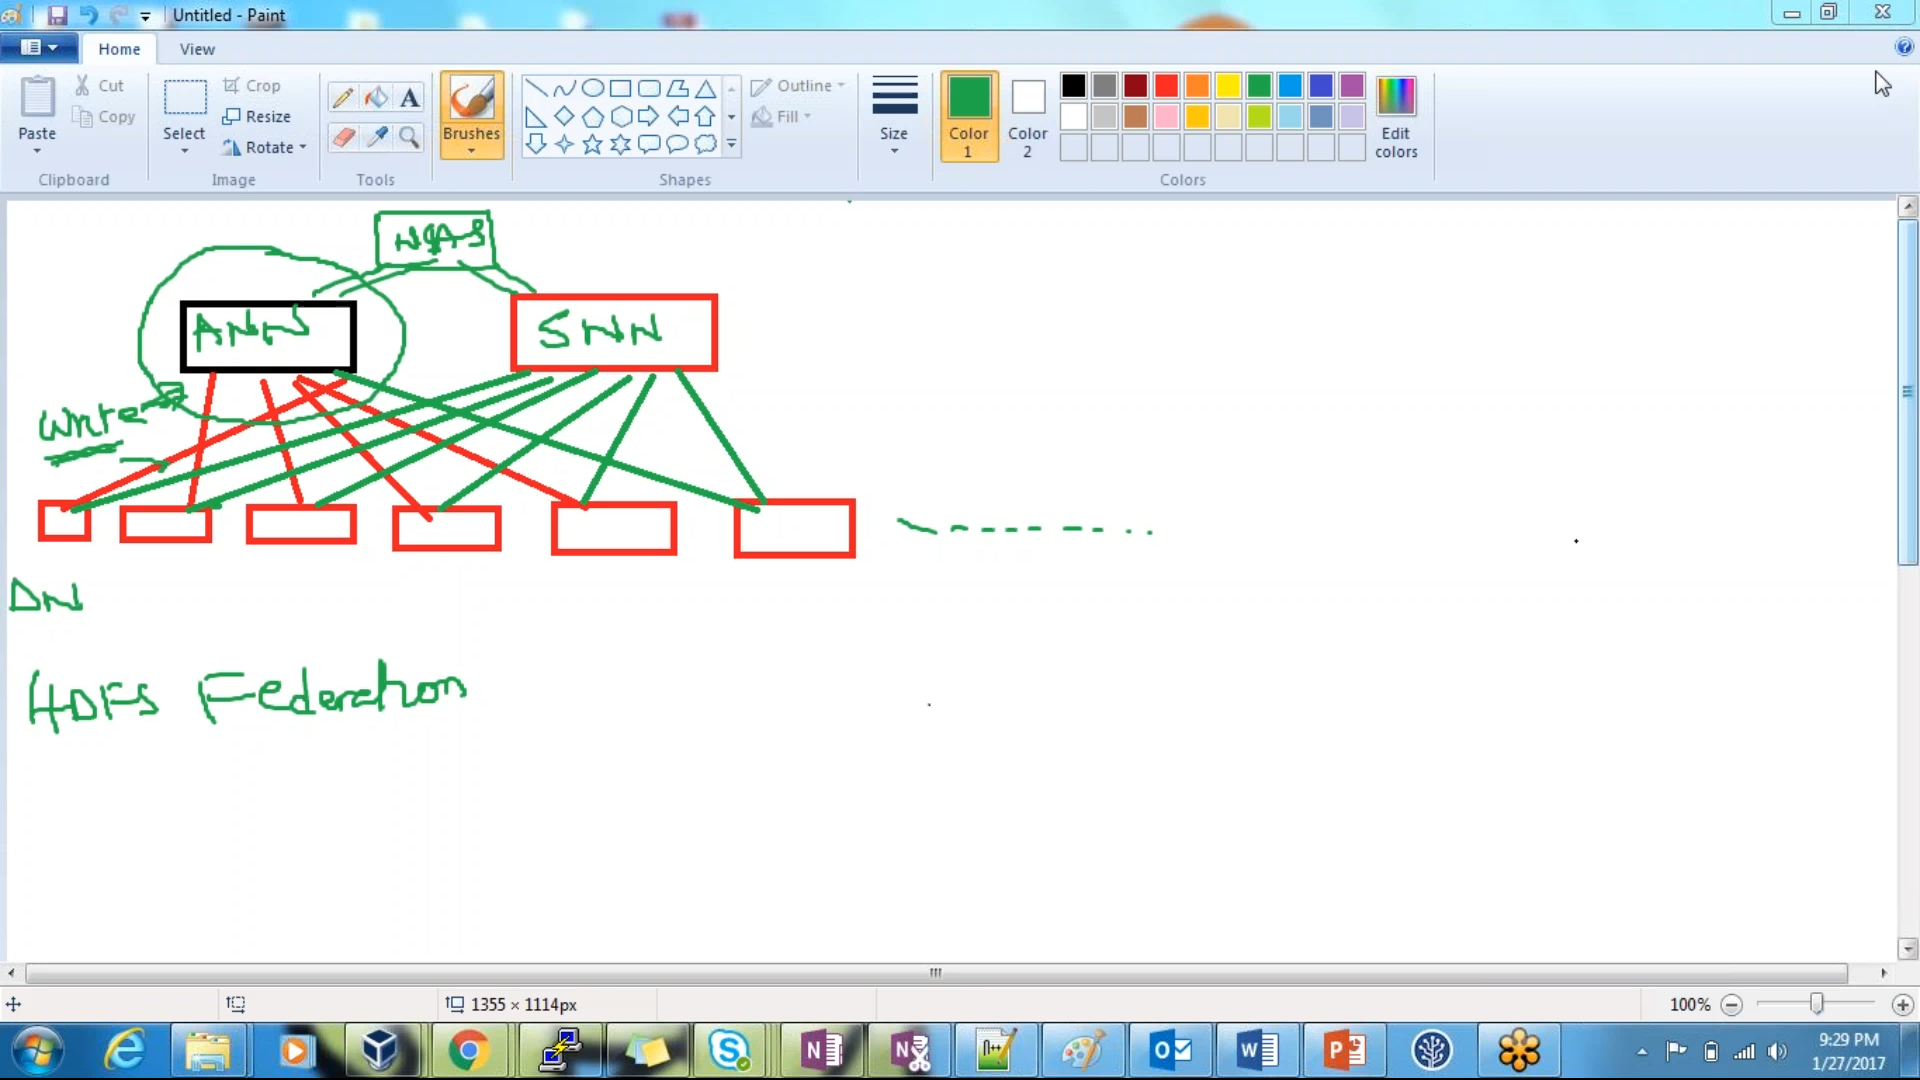 Untitled - Paint
Home View
Cut
Copy
Paste
Clipboard
Crop
Resize
Rotate
Select
Image
Tools
Brushes
Outline
Fill
Shapes
Size
Color 1
Color 2
Edit colors
Colors
ANN
SNN
Write
DN
HDFS Federation
1355 × 1114px
100%
9:29 PM
1/27/2017